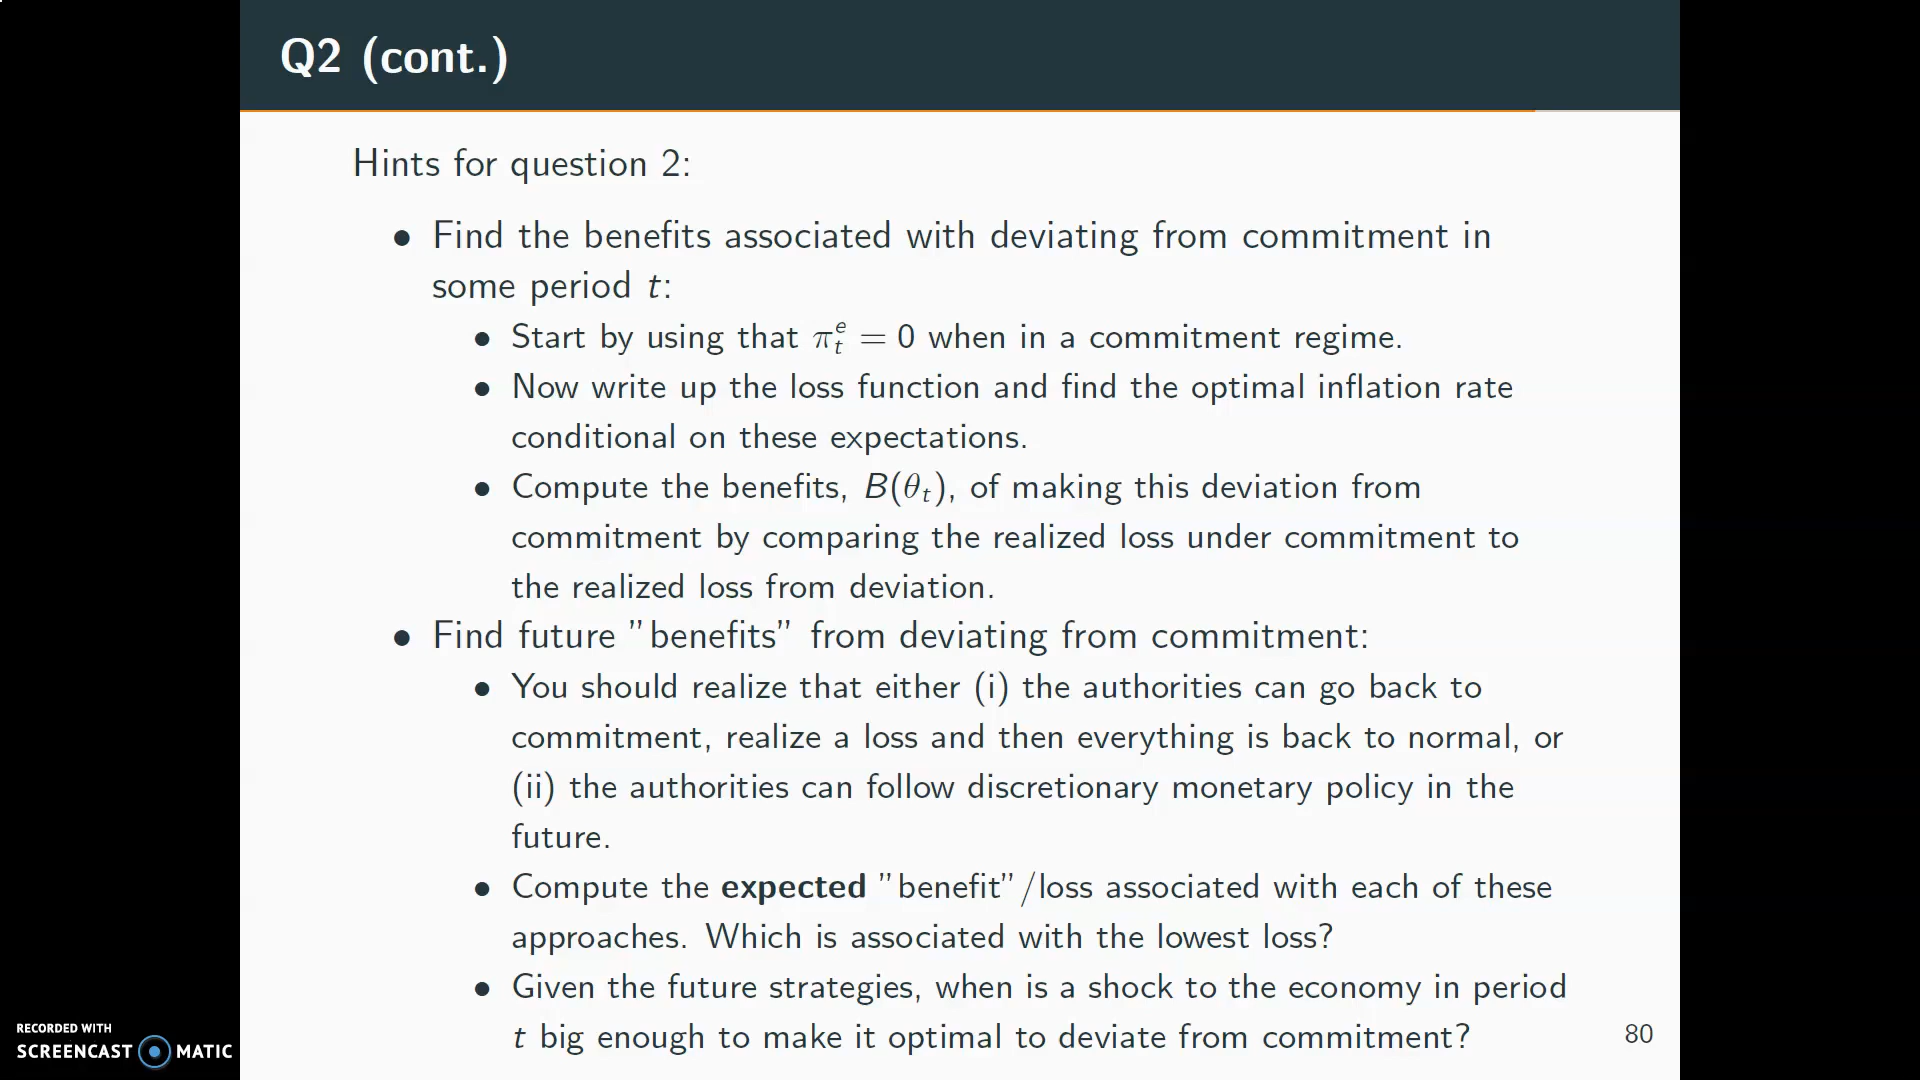 Q2 (cont.)
Hints for question 2:
• Find the benefits associated with deviating from commitment in
some period t:
• Start by using that πₜᵉ = 0 when in a commitment regime.
• Now write up the loss function and find the optimal inflation rate
conditional on these expectations.
• Compute the benefits, B(θₜ), of making this deviation from
commitment by comparing the realized loss under commitment to
the realized loss from deviation.
• Find future ”benefits” from deviating from commitment:
• You should realize that either (i) the authorities can go back to
commitment, realize a loss and then everything is back to normal, or
(ii) the authorities can follow discretionary monetary policy in the
future.
• Compute the expected ”benefit”/loss associated with each of these
approaches. Which is associated with the lowest loss?
• Given the future strategies, when is a shock to the economy in period
t big enough to make it optimal to deviate from commitment?
80
RECORDED WITH
SCREENCAST MATIC